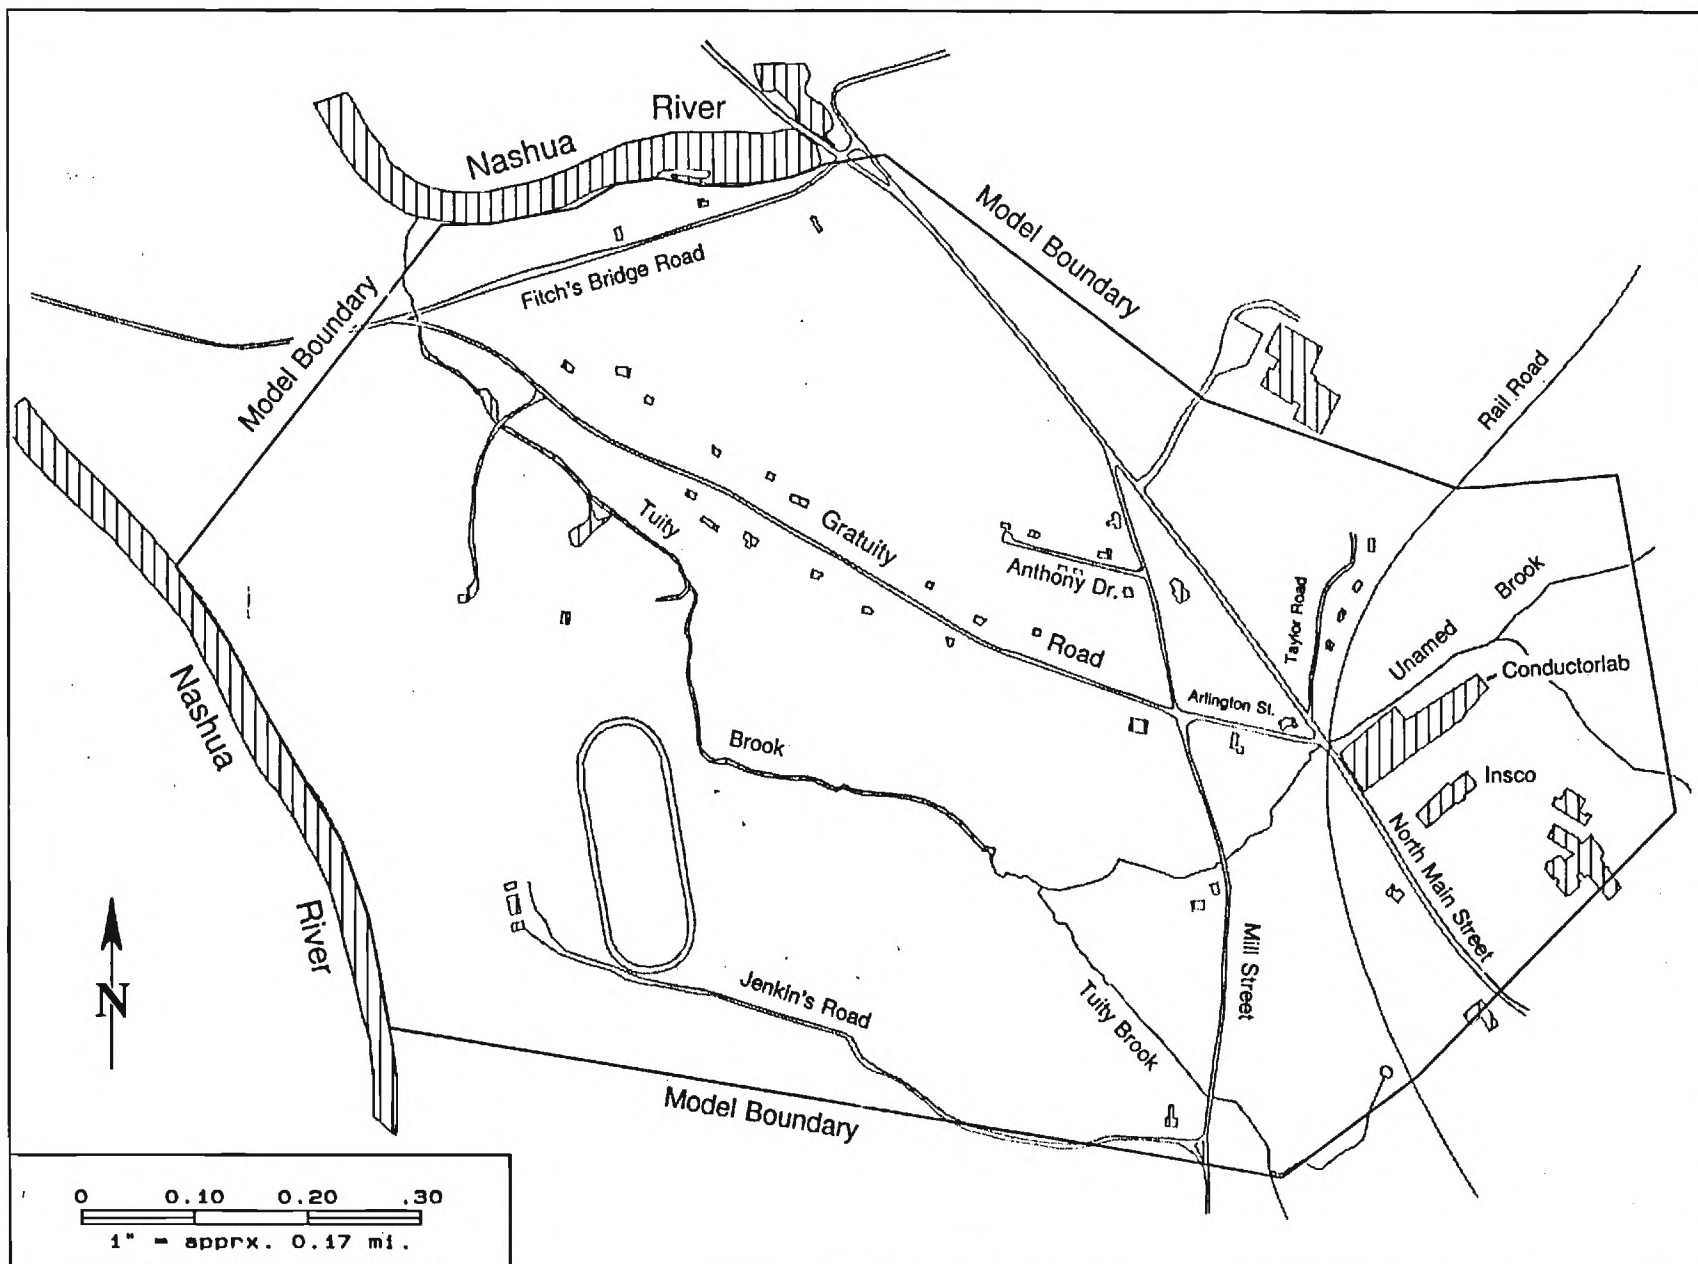 River
Nashua
Model Boundary
Fitch's Bridge Road
Model Boundary
Rail Road
Tuity
Gratuity
Road
Anthony Dr.
Taylor Road
Brook
Unamed
Conductorlab
Arlington St.
Nashua
River
Brook
Insco
North Main Street
Mill Street
Tuity Brook
Jenkin's Road
Model Boundary
N
0 0.10 0.20 .30
1" = apprx. 0.17 mi.